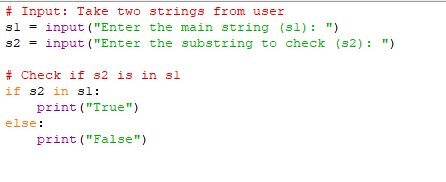 # Input: Take two strings from user
s1 = input("Enter the main string (s1): ")
s2 = input("Enter the substring to check (s2): ")
# Check if s2 is in s1
if s2 in s1:
    print("True")
else:
    print("False")